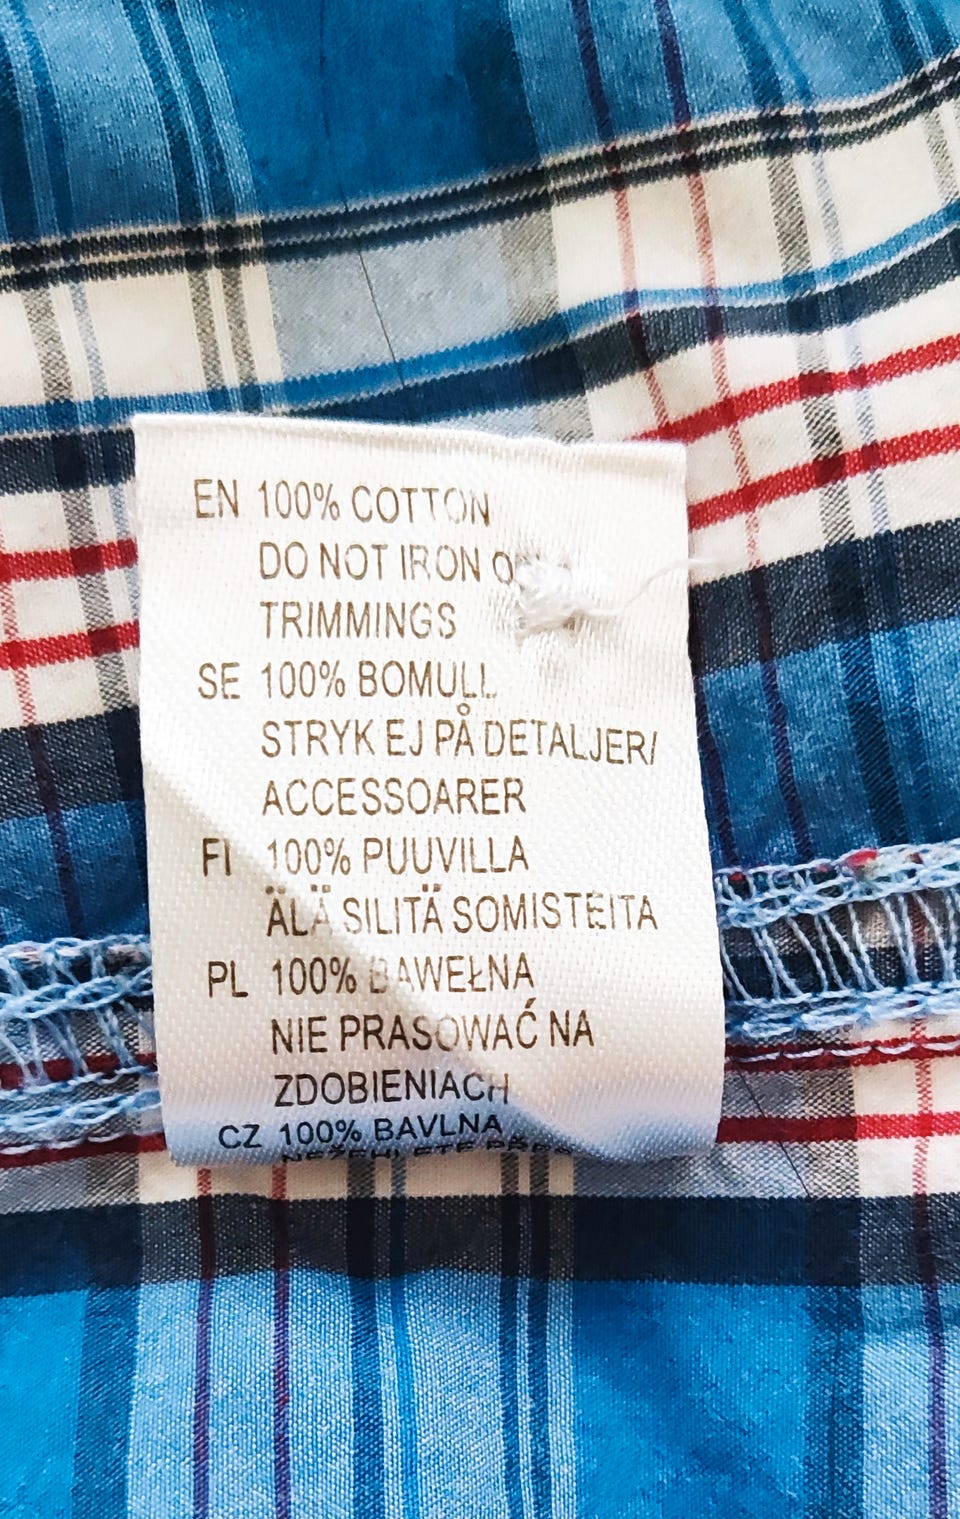 EN 100% COTTON
DO NOT IRON
TRIMMINGS
SE 100% BOMULL
STRYK EJ PÅ DETALJER/
ACCESSOARER
FI 100% PUUVILLA
ÄLÄ SILITÄ SOMISTEITA
PL 100% BAWEŁNA
NIE PRASOWAĆ NA
ZDOBIENIACH
CZ 100% BAVLNA